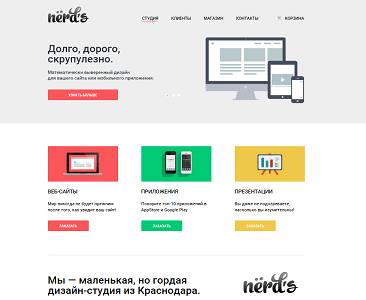 nёrd's
СТУДИЯ КЛИЕНТЫ МАГАЗИН КОНТАКТЫ КОРЗИНА
Долго, дорого,
скрупулезно.
Математически выверенный дизайн
для вашего сайта или мобильного приложения.
УЗНАТЬ БОЛЬШЕ
ВЕБ-САЙТЫ ПРИЛОЖЕНИЯ ПРЕЗЕНТАЦИИ
Мир никогда не будет прежним
после того, как увидит ваш сайт!
Покорите топ-10 приложений в
AppStore и Google Play
Вы даже не подозреваете,
насколько вы изумительны!
ЗАКАЗАТЬ ЗАКАЗАТЬ ЗАКАЗАТЬ
Мы — маленькая, но гордая
дизайн-студия из Краснодара.
nёrd's